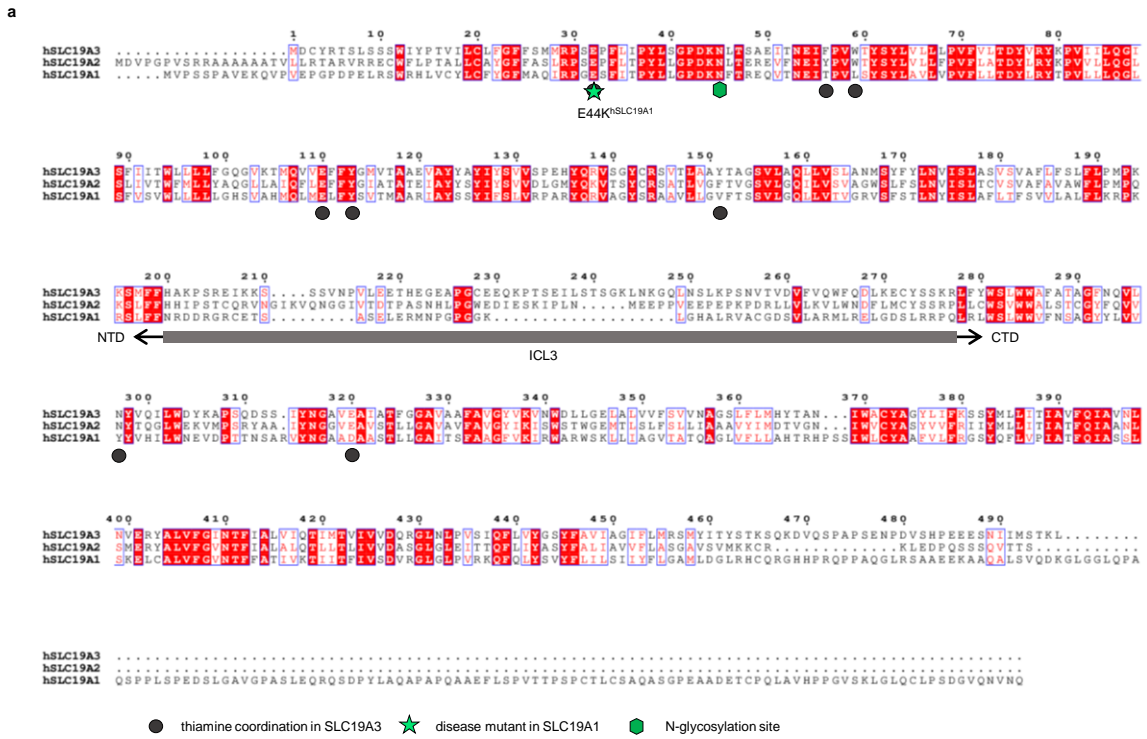 a
1 10 20 30 40 50 60 70 80
hSLC19A3 ..................MDCYRTSLSSSWIYPTVILCLFGFFSMMRPSEPFLIPYLSGPDKNLTSAEITNEIFPVWTYSYLVLLLPVFVLTDYVRYKPVIILQGI
hSLC19A2 MDVPGPVSRRAAAAAATVLLRTARVRRECWFLPTALLCAYGFFASLRPSEPFLTPYLLGPDKNLTEREVFNEIYPVWTYSYLVLLFPVFLATDYLRYKPVVLLQGL
hSLC19A1 .....MVPSSPAVEKQVPVEPGPDPELRSWRHLVCYLCFYGFMAQIRPGESFITPYLLGPDKNFTREQVTNEITPVLSYSYLAVLVPVFLLTDYLRYTPVLLLQGL
E44KhSLC19A1
90 100 110 120 130 140 150 160 170 180 190
hSLC19A3 SFIITWLLLLFGQGVKTMQVVEFFYGMVTAAEVAYYAYIYSVVSPEHYQRVSGYCRSVTLAAYTAGSVLAQLLVSLANMSYFYLNVISLASVSVAFLFSLFLPMPK
hSLC19A2 SLIVTWFMLLYAQGLLAIQFLEFFYGIATATEIAYYSYIYSVVDLGMYQKVTSYCRSATLVGFTVGSVLGQILVSVAGWSLFSLNVISLTCVSVAFAVAWFLPMPQ
hSLC19A1 SFVSVWLLLLLGHSVAHMQLMELFYSVTMAARIAYSSYIFSLVRPARYQRVAGYSRAAVLLGVFTSSVLGQLLVTVGRVSFSTLNYISLAFLTFSVVLALFLKRPK
200 210 220 230 240 250 260 270 280 290
hSLC19A3 KSMFFHAKPSREIKKS....SSVNPVLEETHEGEAPGCEEQKPTSEILSTSGKLNKGQLNSLKPSNVTVDVFVQWFQDLKECYSSKRLFYWSLWWAFATAGFNQVL
hSLC19A2 KSLFFHHIPSTCQRVNGIKVQNGGIVTDTPASNHLPGWEDIESKIPLN....MEEPPVEEPEPKPDRLLVLKVLWNDFLMCYSSRPLLCWSVWWALSTCGYFQVV
hSLC19A1 RSLFFNRDDRGRCETS....ASELERMNPGPGGK...............LGHALRVACGDSVLARMLRELGDSLRRPQLRLWSLWWVFNSAGYYLVV
NTD CTD
ICL3
300 310 320 330 340 350 360 370 380 390
hSLC19A3 NYVQILWDYKAPSQDSS.IYNGAVEAIATFGGAVAAFAVGYVKVNWDLLGELALVVFSVVNAGSLFLMHYTAN...IWACYAGYLIFKSSYMLLITIAVFQIAVNL
hSLC19A2 NYTQGLWEKVMPSRYAA.IYNGGVEAVSTLLGAVAVFAVGYIKISWSTWGEMTLSLFSLLIAAAVYIMDTVGN...IWVCYASYVVFRIIYMLLITIATFQIAANL
hSLC19A1 YYVHILWNEVDPTTNSARVYNGAADAASTLLGAITSFAAGFVKIRWARWSKLLIAGVTATQAGLVFLLAHTRHPSSIWLCYAAFVLFRGSYQFLVPIATFQIASSL
400 410 420 430 440 450 460 470 480 490
hSLC19A3 NVERYALVFGINTFIALVIQTIMTVIVVDQRGLNLPVSIQFLVYGSYFAVIAGIFLMRSMYITYSTKSQKDVQSPAPSENPDVSHPEEESNIIMSTKL........
hSLC19A2 SMERYALVFGVNTFIALALQTLLTLIVVDASGLGLEITTQFLIYASYFALIAVVFLASGAVSVMKKCR..............KLEDPQSSSQVTTS..........
hSLC19A1 SKELCALVFGVNTFFATIVKTIITFIVSDVRGLGLPVRKQFQLYSVYFLILSIIYFLGAMLDGLRHCQRGHHPRQPPAQGLRSAAEEKAAQALSVQDKGLGGLQPA
hSLC19A3 ..............................................................................................
hSLC19A2 ..............................................................................................
hSLC19A1 QSPPLSPEDSLGAVGPASLEQRQSDPYLAQAPAPQAAEFLSPVTTPSPCTLCSAQASGPEAADETCPQLAVHPPGVSKLGLQCLPSDGVQNVNQ
thiamine coordination in SLC19A3 disease mutant in SLC19A1 N-glycosylation site